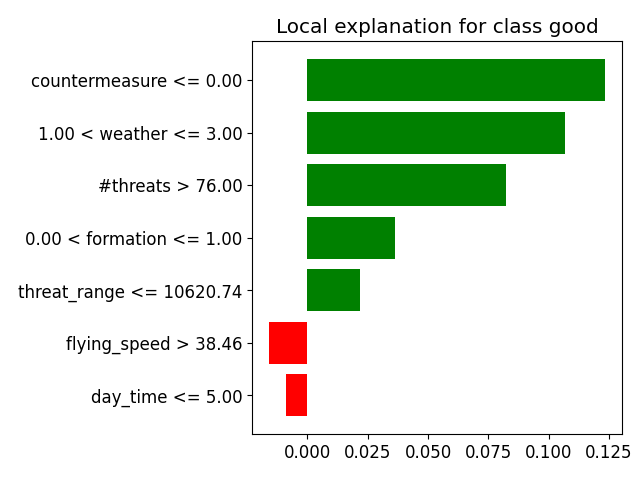 Local explanation for class good
countermeasure <= 0.00
1.00 < weather <= 3.00
#threats > 76.00
0.00 < formation <= 1.00
threat_range <= 10620.74
flying_speed > 38.46
day_time <= 5.00
0.000 0.025 0.050 0.075 0.100 0.125